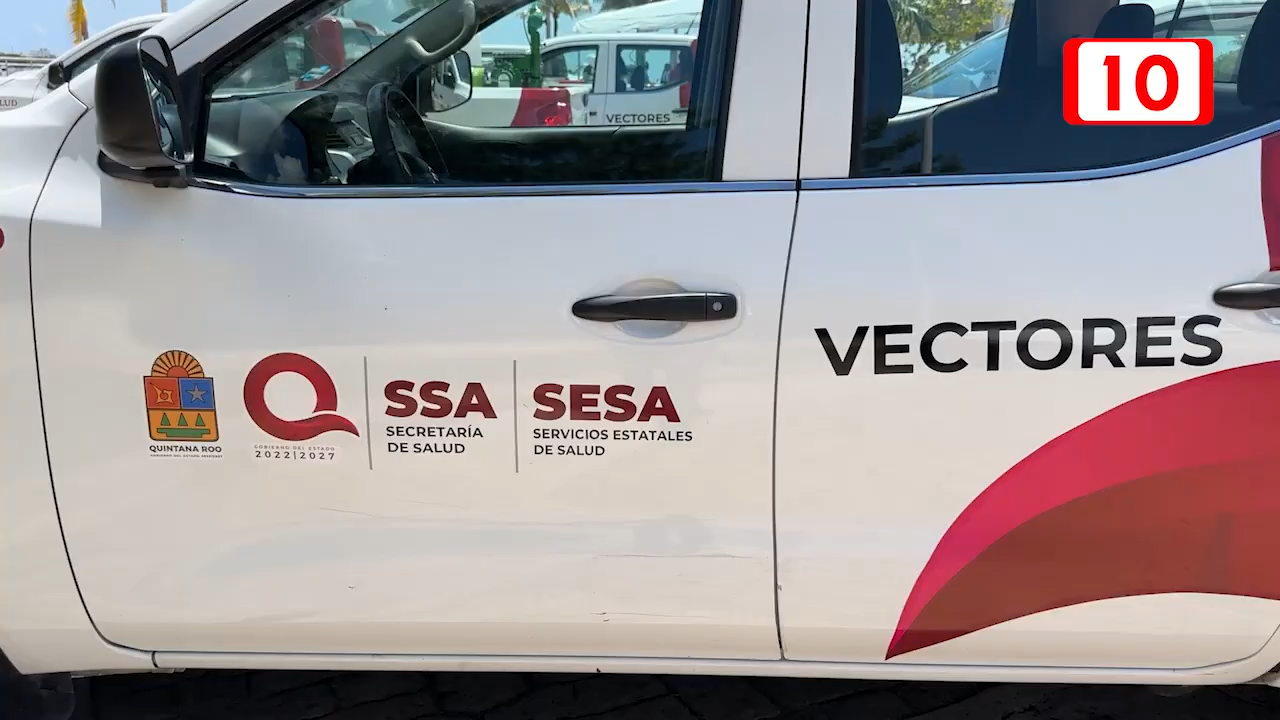 10
VECTORES
ALUD
VECTORES
QUINTANA ROO
GOBIERNO DEL ESTADO
2022|2027
SSA
SECRETARÍA
DE SALUD
SESA
SERVICIOS ESTATALES
DE SALUD